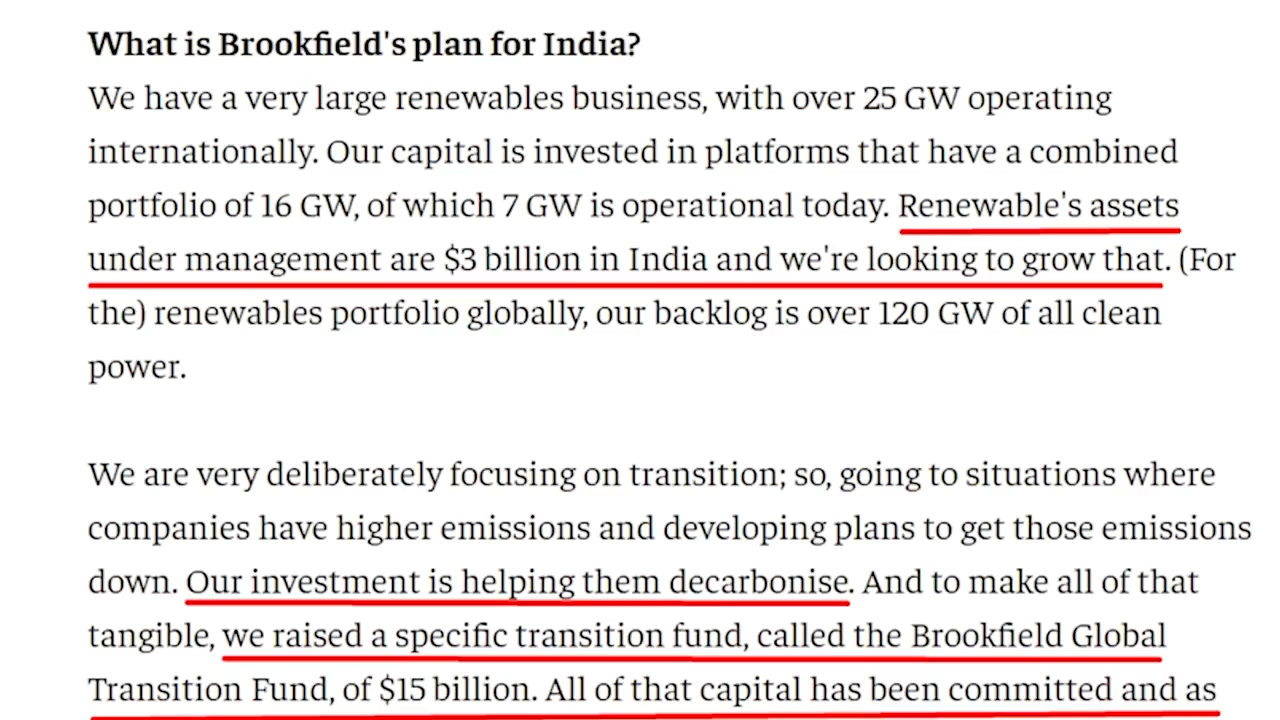 What is Brookfield's plan for India?
We have a very large renewables business, with over 25 GW operating
internationally. Our capital is invested in platforms that have a combined
portfolio of 16 GW, of which 7 GW is operational today. Renewable's assets
under management are $3 billion in India and we're looking to grow that. (For
the) renewables portfolio globally, our backlog is over 120 GW of all clean
power.
We are very deliberately focusing on transition; so, going to situations where
companies have higher emissions and developing plans to get those emissions
down. Our investment is helping them decarbonise. And to make all of that
tangible, we raised a specific transition fund, called the Brookfield Global
Transition Fund, of $15 billion. All of that capital has been committed and as